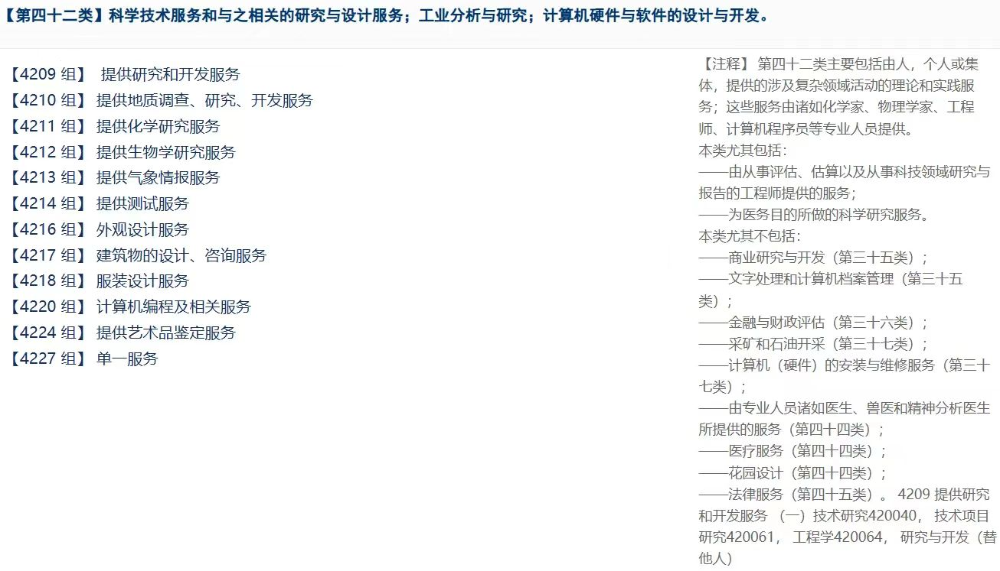 【第四十二类】科学技术服务和与之相关的研究与设计服务；工业分析与研究；计算机硬件与软件的设计与开发。
【4209 组】 提供研究和开发服务
【4210 组】 提供地质调查、研究、开发服务
【4211 组】 提供化学研究服务
【4212 组】 提供生物学研究服务
【4213 组】 提供气象情报服务
【4214 组】 提供测试服务
【4216 组】 外观设计服务
【4217 组】 建筑物的设计、咨询服务
【4218 组】 服装设计服务
【4220 组】 计算机编程及相关服务
【4224 组】 提供艺术品鉴定服务
【4227 组】 单一服务
【注释】 第四十二类主要包括由人，个人或集
体，提供的涉及复杂领域活动的理论和实践服
务；这些服务由诸如化学家、物理学家、工程
师、计算机程序员等专业人员提供。
本类尤其包括：
——由从事评估、估算以及从事科技领域研究与
报告的工程师提供的服务；
——为医务目的所做的科学研究服务。
本类尤其不包括：
——商业研究与开发（第三十五类）；
——文字处理和计算机档案管理（第三十五
类）；
——金融与财政评估（第三十六类）；
——采矿和石油开采（第三十七类）；
——计算机（硬件）的安装与维修服务（第三十
七类）；
——由专业人员诸如医生、兽医和精神分析医生
所提供的服务（第四十四类）；
——医疗服务（第四十四类）；
——花园设计（第四十四类）；
——法律服务（第四十五类）。 4209 提供研究
和开发服务 （一）技术研究420040， 技术项目
研究420061， 工程学420064， 研究与开发（替
他人）